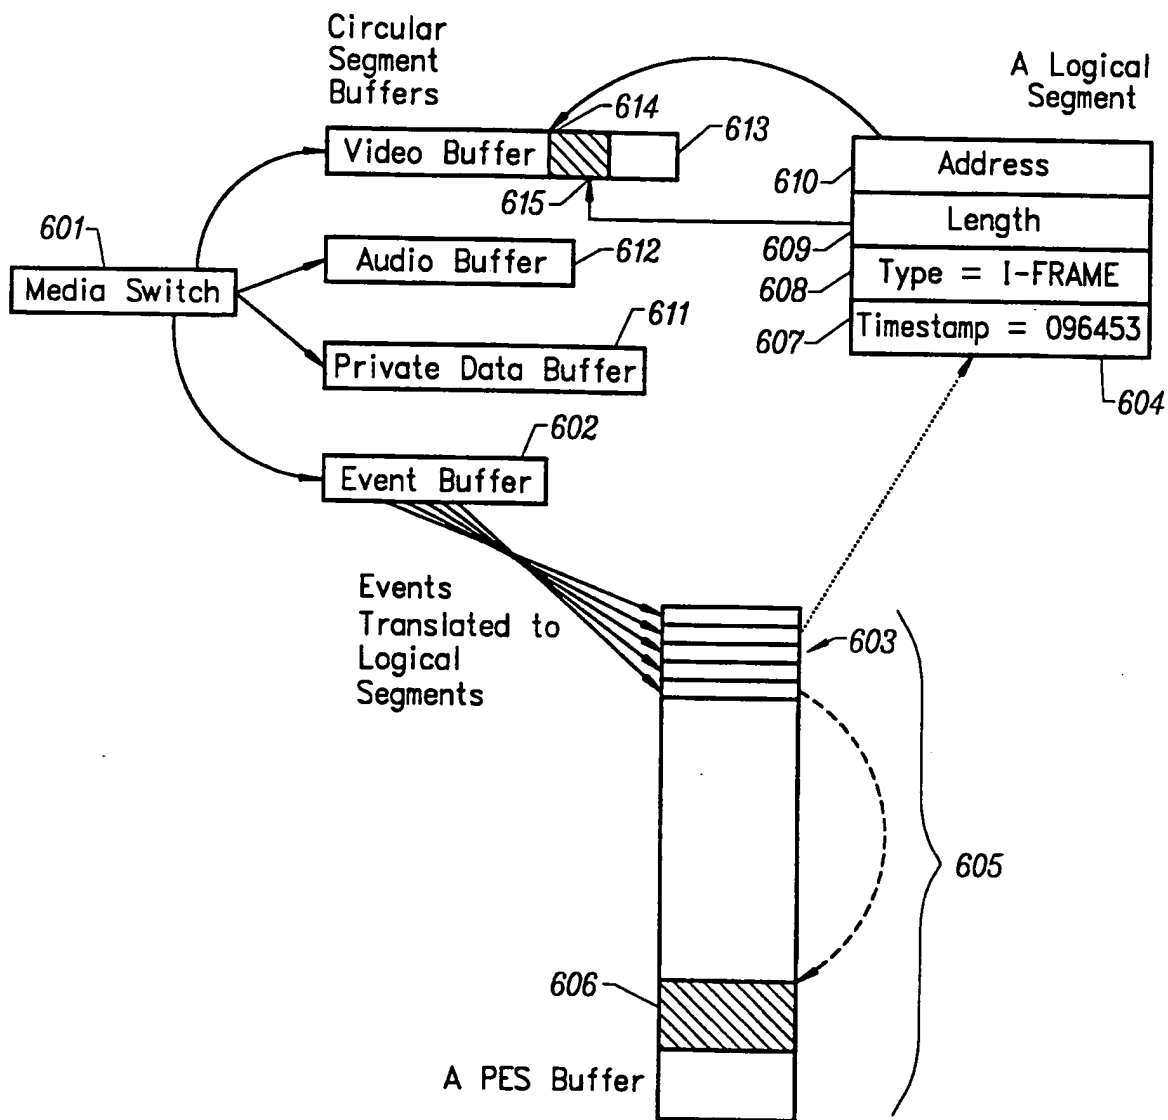 Circular
Segment
Buffers
A Logical
Segment
614
613
Video Buffer
615
610
Address
609
Length
608
Type = I-FRAME
607
Timestamp = 096453
604
601
Media Switch
Audio Buffer
612
611
Private Data Buffer
602
Event Buffer
Events
Translated to
Logical
Segments
603
605
606
A PES Buffer